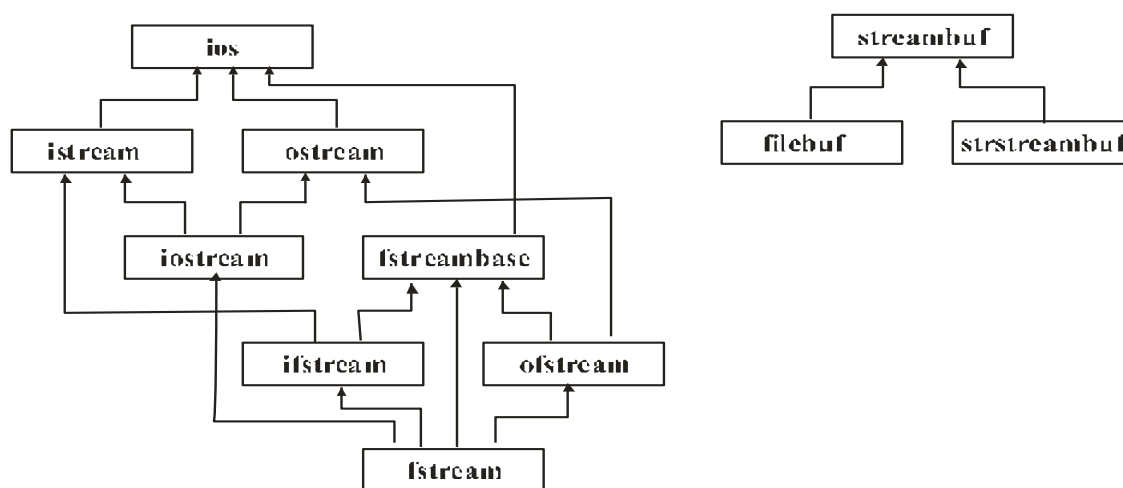 ios
streambuf
istream
ostream
filebuf
strstreambuf
iostream
fstreambase
ifstream
ofstream
fstream